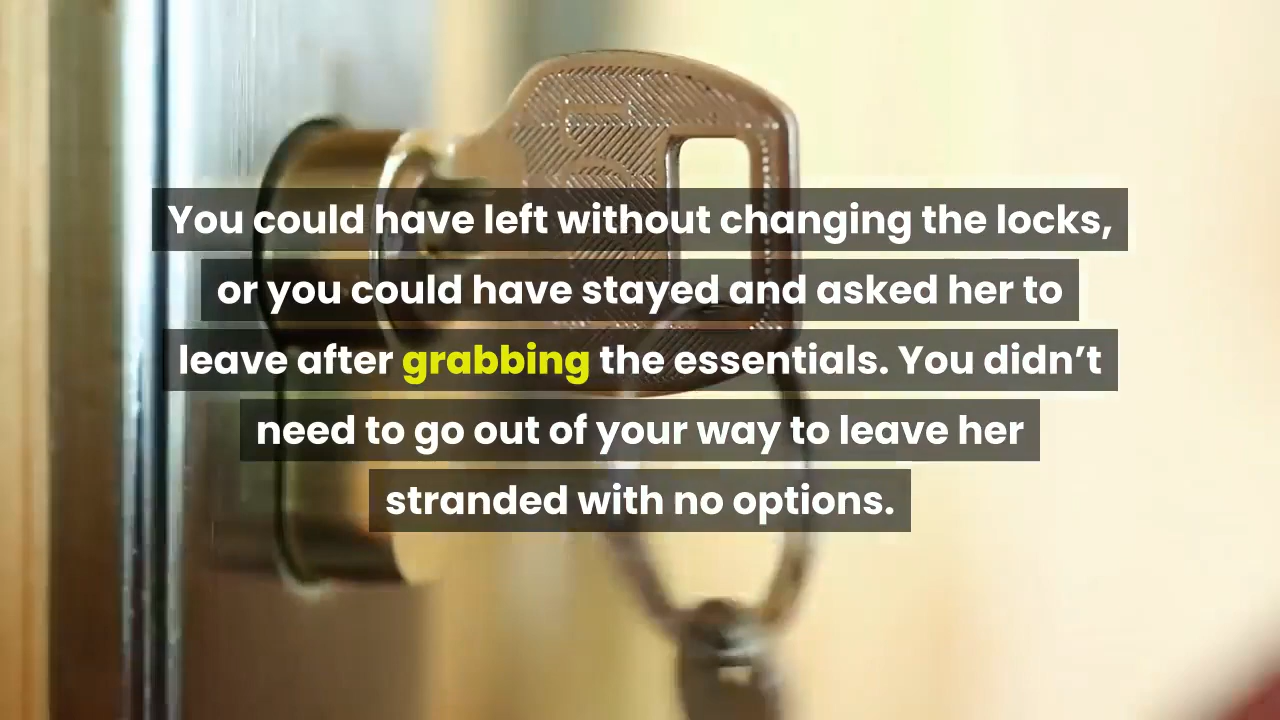 You could have left without changing the locks,
or you could have stayed and asked her to
leave after grabbing the essentials. You didn’t
need to go out of your way to leave her
stranded with no options.